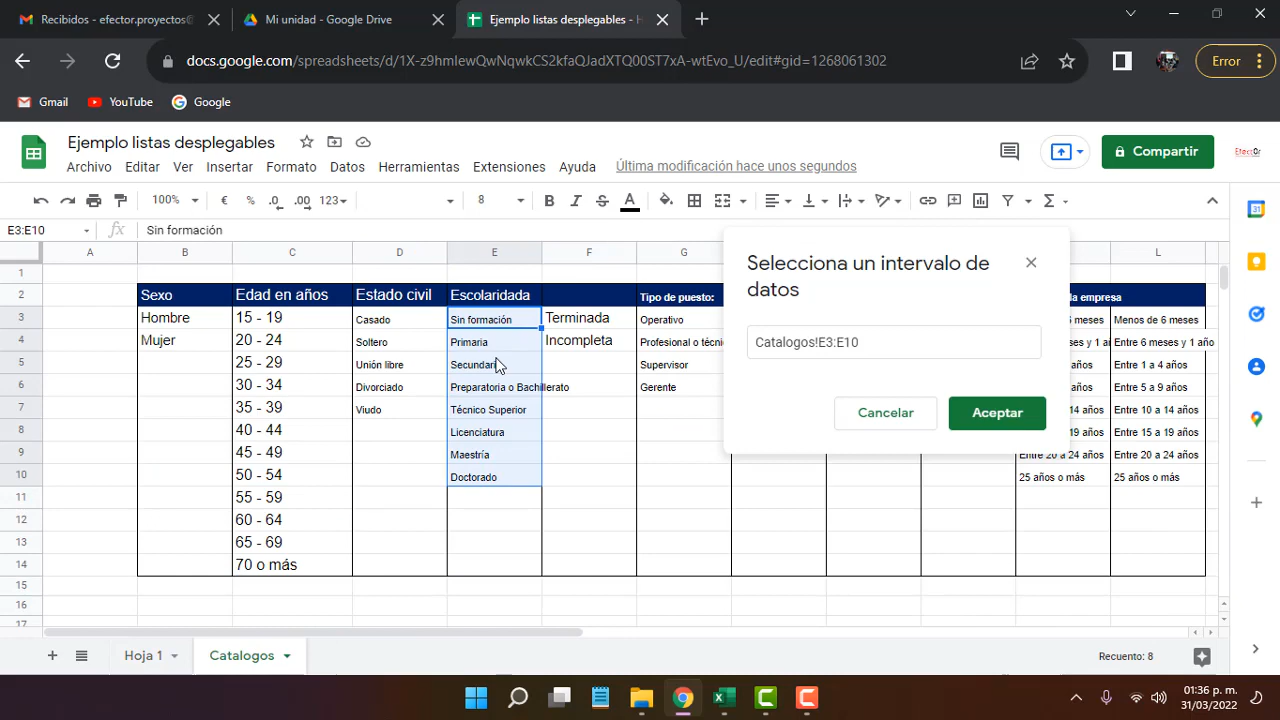 Recibidos - efector.proyectos@
Mi unidad - Google Drive
Ejemplo listas desplegables - H
docs.google.com/spreadsheets/d/1X-z9hmIewQwNqwkCS2kfaQJadXTQ00ST7xA-wtEvo_U/edit#gid=1268061302
Error
Gmail
YouTube
Google
Ejemplo listas desplegables
Archivo Editar Ver Insertar Formato Datos Herramientas Extensiones Ayuda
Última modificación hace unos segundos
Compartir
EfectOr
100% € % .0 .00 123 8 B I S A
E3:E10 fx Sin formación
A B C D E F G L
1
2 Sexo Edad en años Estado civil Escolaridada Tipo de puesto: la empresa
3 Hombre 15 - 19 Casado Sin formación Terminada Operativo Menos de 6 meses
4 Mujer 20 - 24 Soltero Primaria Incompleta Profesional o técnic eses y 1 a Entre 6 meses y 1 año
5 25 - 29 Unión libre Secundari Supervisor años Entre 1 a 4 años
6 30 - 34 Divorciado Preparatoria o Bachillerato Gerente años Entre 5 a 9 años
7 35 - 39 Viudo Técnico Superior 14 años Entre 10 a 14 años
8 40 - 44 Licenciatura 19 años Entre 15 a 19 años
9 45 - 49 Maestría Entre 20 a 24 años Entre 20 a 24 años
10 50 - 54 Doctorado 25 años o más 25 años o más
11 55 - 59
12 60 - 64
13 65 - 69
14 70 o más
15
16
17
Selecciona un intervalo de
datos
Catalogos!E3:E10
Cancelar
Aceptar
Hoja 1
Catalogos
Recuento: 8
31
01:36 p. m.
31/03/2022